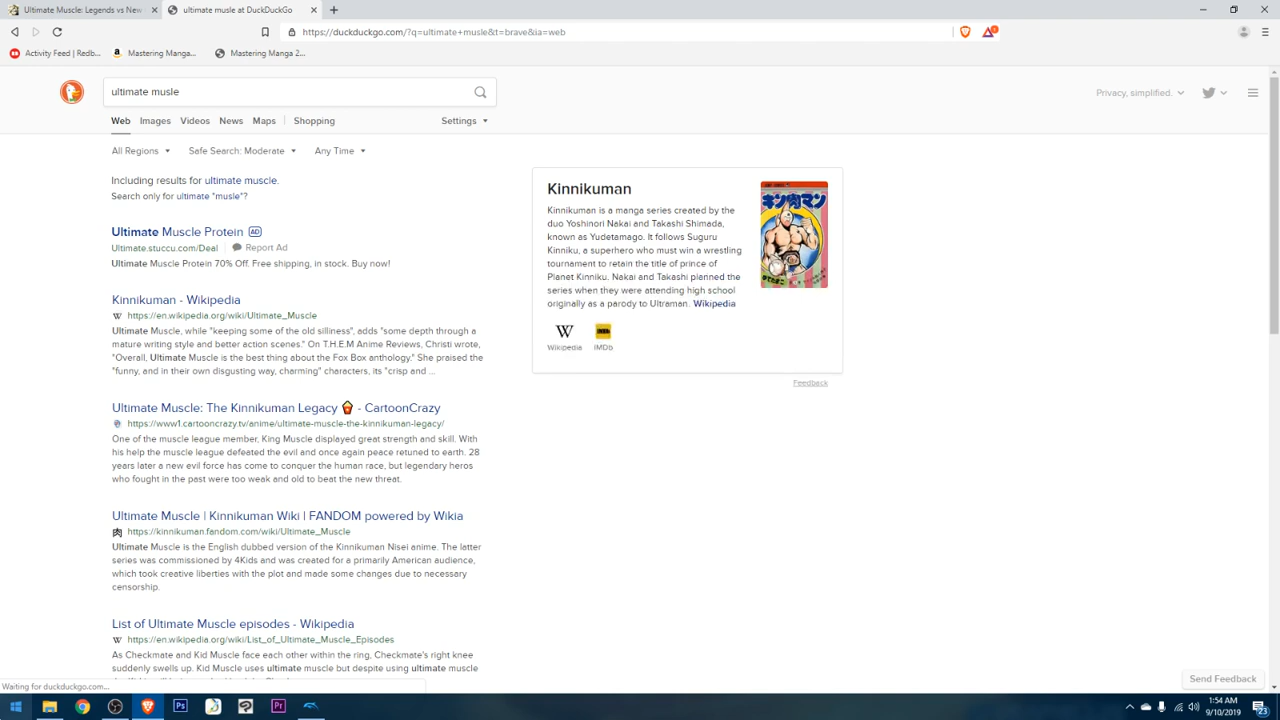 Ultimate Muscle: Legends vs New
ultimate musle at DuckDuckGo
https://duckduckgo.com/?q=ultimate+musle&t=brave&ia=web
Activity Feed | Redb...
Mastering Manga...
Mastering Manga 2...
ultimate musle
Privacy, simplified.
Web Images Videos News Maps Shopping Settings
All Regions Safe Search: Moderate Any Time
Including results for ultimate muscle.
Search only for ultimate "musle"?
Ultimate Muscle Protein AD
Ultimate.stuccu.com/Deal Report Ad
Ultimate Muscle Protein 70% Off. Free shipping, in stock. Buy now!
Kinnikuman - Wikipedia
W https://en.wikipedia.org/wiki/Ultimate_Muscle
Ultimate Muscle, while "keeping some of the old silliness", adds "some depth through a
mature writing style and better action scenes." On T.H.E.M Anime Reviews, Christi wrote,
"Overall, Ultimate Muscle is the best thing about the Fox Box anthology." She praised the
"funny, and in their own disgusting way, charming" characters, its "crisp and ...
Ultimate Muscle: The Kinnikuman Legacy - CartoonCrazy
https://www1.cartooncrazy.tv/anime/ultimate-muscle-the-kinnikuman-legacy/
One of the muscle league member, King Muscle displayed great strength and skill. With
his help the muscle league defeated the evil and once again peace retuned to earth. 28
years later a new evil force has come to conquer the human race, but legendary heros
who fought in the past were too weak and old to beat the new threat.
Ultimate Muscle | Kinnikuman Wiki | FANDOM powered by Wikia
肉 https://kinnikuman.fandom.com/wiki/Ultimate_Muscle
Ultimate Muscle is the English dubbed version of the Kinnikuman Nisei anime. The latter
series was commissioned by 4Kids and was created for a primarily American audience,
which took creative liberties with the plot and made some changes due to necessary
censorship.
List of Ultimate Muscle episodes - Wikipedia
W https://en.wikipedia.org/wiki/List_of_Ultimate_Muscle_Episodes
As Checkmate and Kid Muscle face each other within the ring, Checkmate's right knee
suddenly swells up. Kid Muscle uses ultimate muscle but despite using ultimate muscle
Kinnikuman
Kinnikuman is a manga series created by the
duo Yoshinori Nakai and Takashi Shimada,
known as Yudetamago. It follows Suguru
Kinniku, a superhero who must win a wrestling
tournament to retain the title of prince of
Planet Kinniku. Nakai and Takashi planned the
series when they were attending high school
originally as a parody to Ultraman. Wikipedia
キン肉マン
W
Wikipedia
IMDb
Feedback
Send Feedback
Waiting for duckduckgo.com...
Ps
Pr
1:54 AM
9/10/2019
23